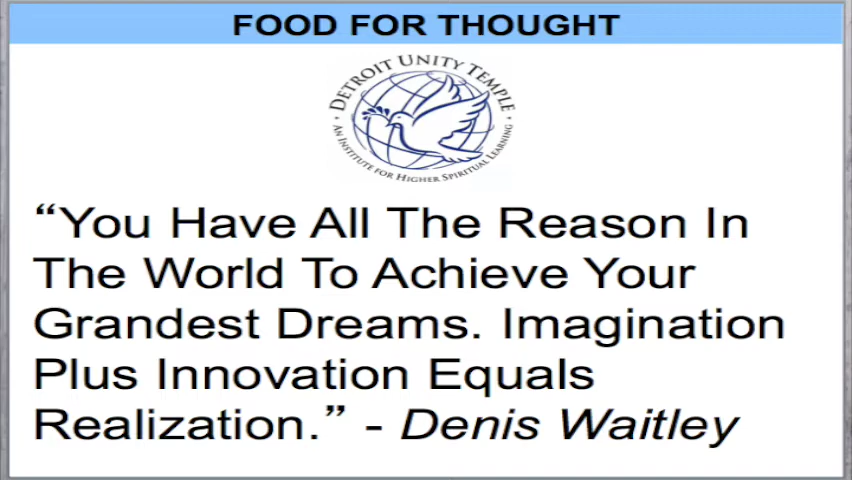 FOOD FOR THOUGHT
• DETROIT UNITY TEMPLE •
AN INSTITUTE FOR HIGHER SPIRITUAL LEARNING
“You Have All The Reason In
The World To Achieve Your
Grandest Dreams. Imagination
Plus Innovation Equals
Realization.” - Denis Waitley